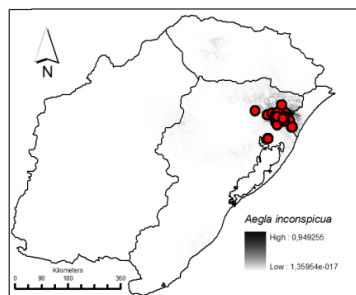 N
Aegla inconspicua
High : 0,949255
Low : 1,35954e-017
Kilometers
0 90 180 360